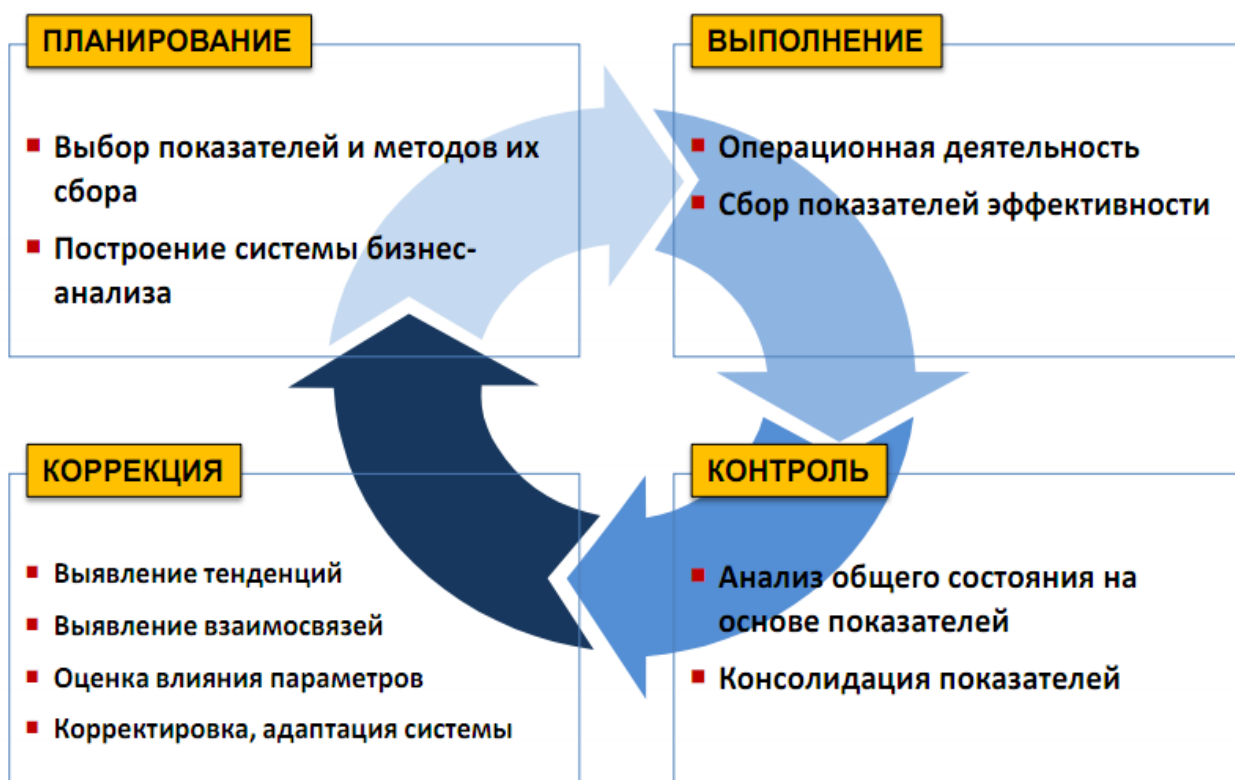 ПЛАНИРОВАНИЕ
Выбор показателей и методов их
сбора
Построение системы бизнес-
анализа
ВЫПОЛНЕНИЕ
Операционная деятельность
Сбор показателей эффективности
КОРРЕКЦИЯ
Выявление тенденций
Выявление взаимосвязей
Оценка влияния параметров
Корректировка, адаптация системы
КОНТРОЛЬ
Анализ общего состояния на
основе показателей
Консолидация показателей